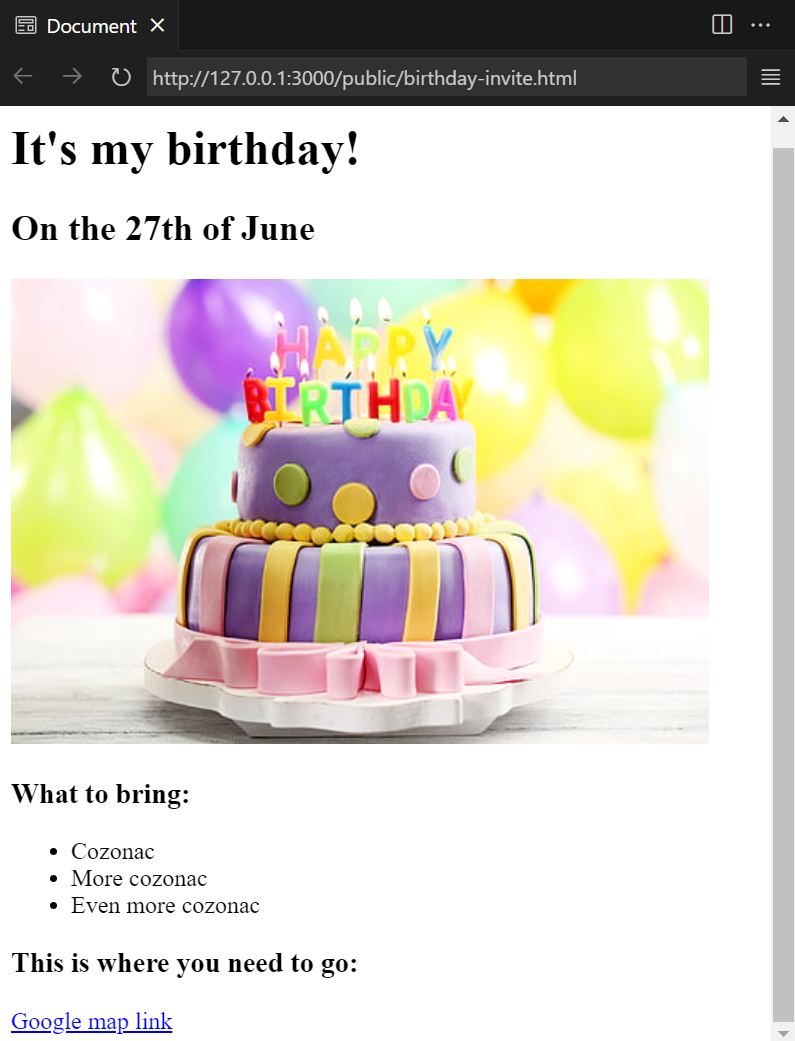 Document
http://127.0.0.1:3000/public/birthday-invite.html
It's my birthday!
On the 27th of June
HAPPY
BIRTHDAY
What to bring:
Cozonac
More cozonac
Even more cozonac
This is where you need to go:
Google map link